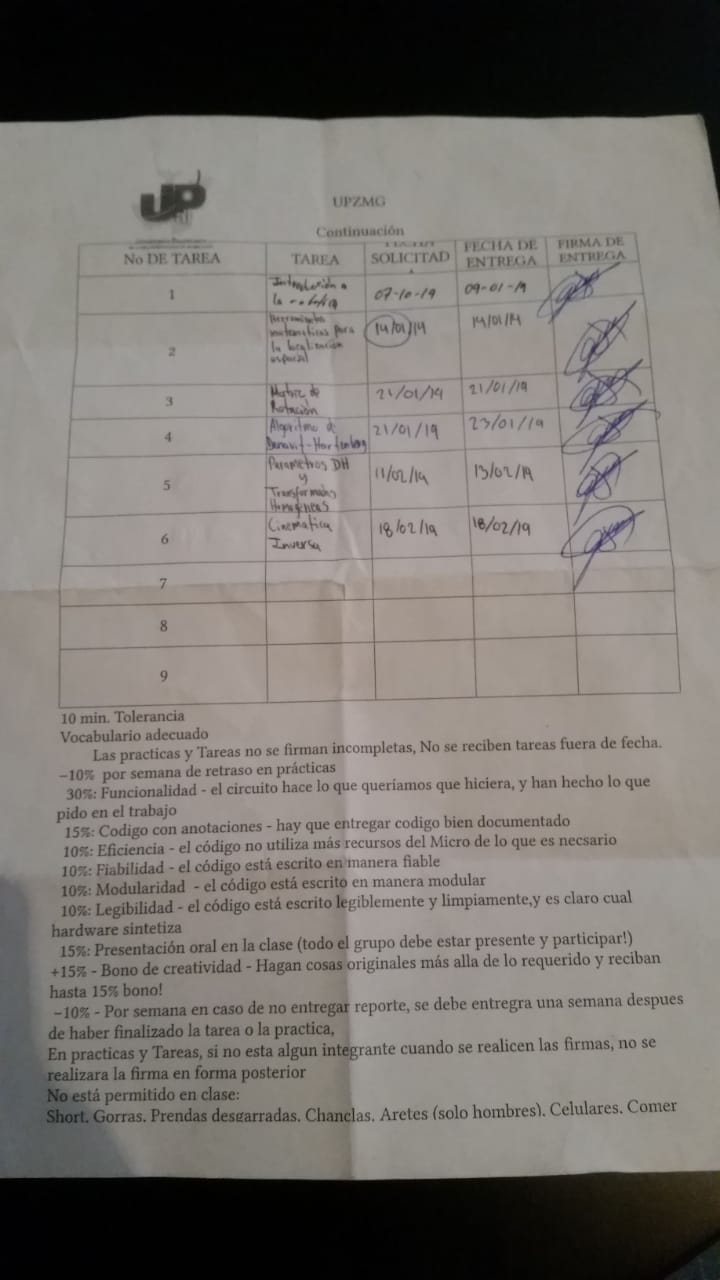 UP
UPZMG
Continuación
No DE TAREA TAREA SOLICITAD FECHA DE ENTREGA FIRMA DE ENTREGA
1 Introducción a la robótica 07-10-19 09-01-19
2 Herramientas matematicas para la localización espacial 14/01/19 14/01/19
3 Matriz de Rotación 21/01/19 21/01/19
4 Algoritmo de Denavit-Hartenberg 21/01/19 23/01/19
5 Parametros DH y Transformadas Homogéneas 11/02/19 13/02/19
6 Cinematica Inversa 18/02/19 18/02/19
7
8
9
10 min. Tolerancia
Vocabulario adecuado
Las practicas y Tareas no se firman incompletas, No se reciben tareas fuera de fecha.
−10% por semana de retraso en prácticas
30%: Funcionalidad - el circuito hace lo que queríamos que hiciera, y han hecho lo que
pido en el trabajo
15%: Codigo con anotaciones - hay que entregar codigo bien documentado
10%: Eficiencia - el código no utiliza más recursos del Micro de lo que es necsario
10%: Fiabilidad - el código está escrito en manera fiable
10%: Modularidad - el código está escrito en manera modular
10%: Legibilidad - el código está escrito legiblemente y limpiamente,y es claro cual
hardware sintetiza
15%: Presentación oral en la clase (todo el grupo debe estar presente y participar!)
+15% - Bono de creatividad - Hagan cosas originales más alla de lo requerido y reciban
hasta 15% bono!
−10% - Por semana en caso de no entregar reporte, se debe entregra una semana despues
de haber finalizado la tarea o la practica,
En practicas y Tareas, si no esta algun integrante cuando se realicen las firmas, no se
realizara la firma en forma posterior
No está permitido en clase:
Short. Gorras. Prendas desgarradas. Chanclas. Aretes (solo hombres). Celulares. Comer